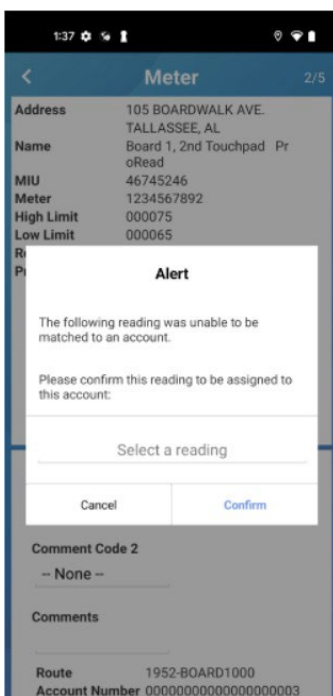 1:37
Meter 2/5
Address 105 BOARDWALK AVE.
TALLASSEE, AL
Name Board 1, 2nd Touchpad Pr
oRead
MIU 46745246
Meter 1234567892
High Limit 000075
Low Limit 000065
Alert
The following reading was unable to be
matched to an account.
Please confirm this reading to be assigned to
this account:
Select a reading
Cancel Confirm
Comment Code 2
-- None --
Comments
Route 1952-BOARD1000
Account Number 00000000000000000003